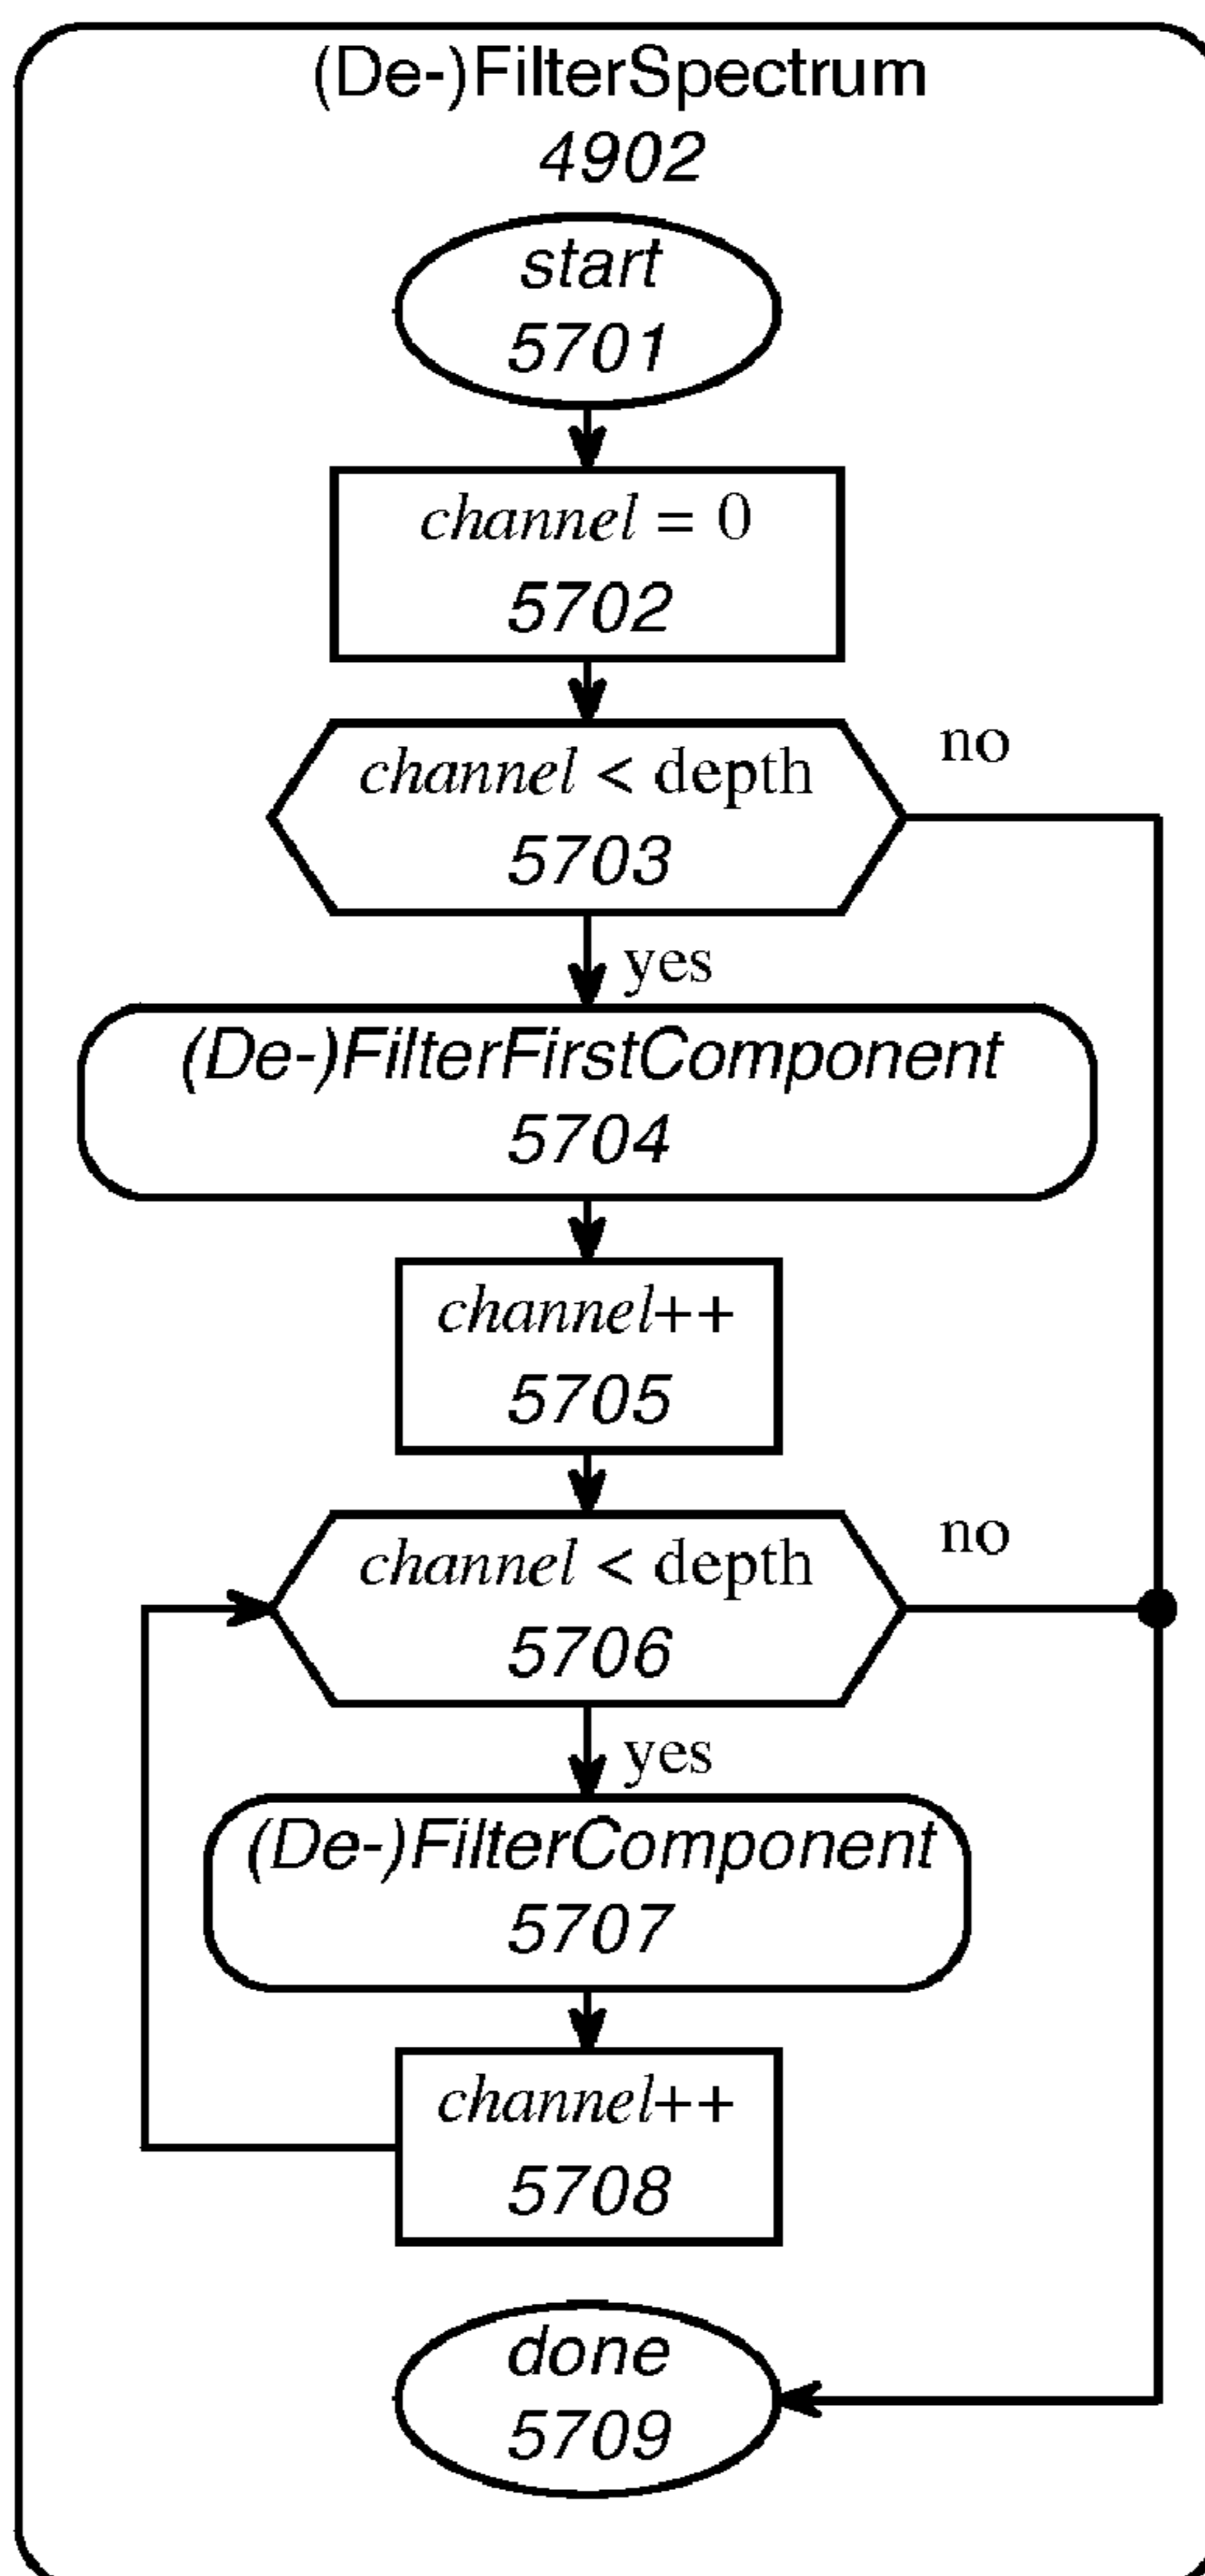 (De-)FilterSpectrum
4902
start
5701
channel = 0
5702
channel < depth
no
5703
yes
(De-)FilterFirstComponent
5704
channel++
5705
channel < depth
no
5706
yes
(De-)FilterComponent
5707
channel++
5708
done
5709